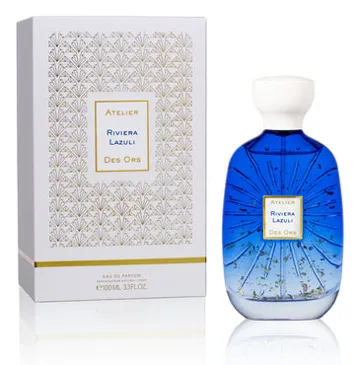 ATELIER
RIVIERA
LAZULI
DES ORS
EAU DE PARFUM
℮100ML 3.3FL.OZ.
ATELIER
RIVIERA
LAZULI
DES ORS